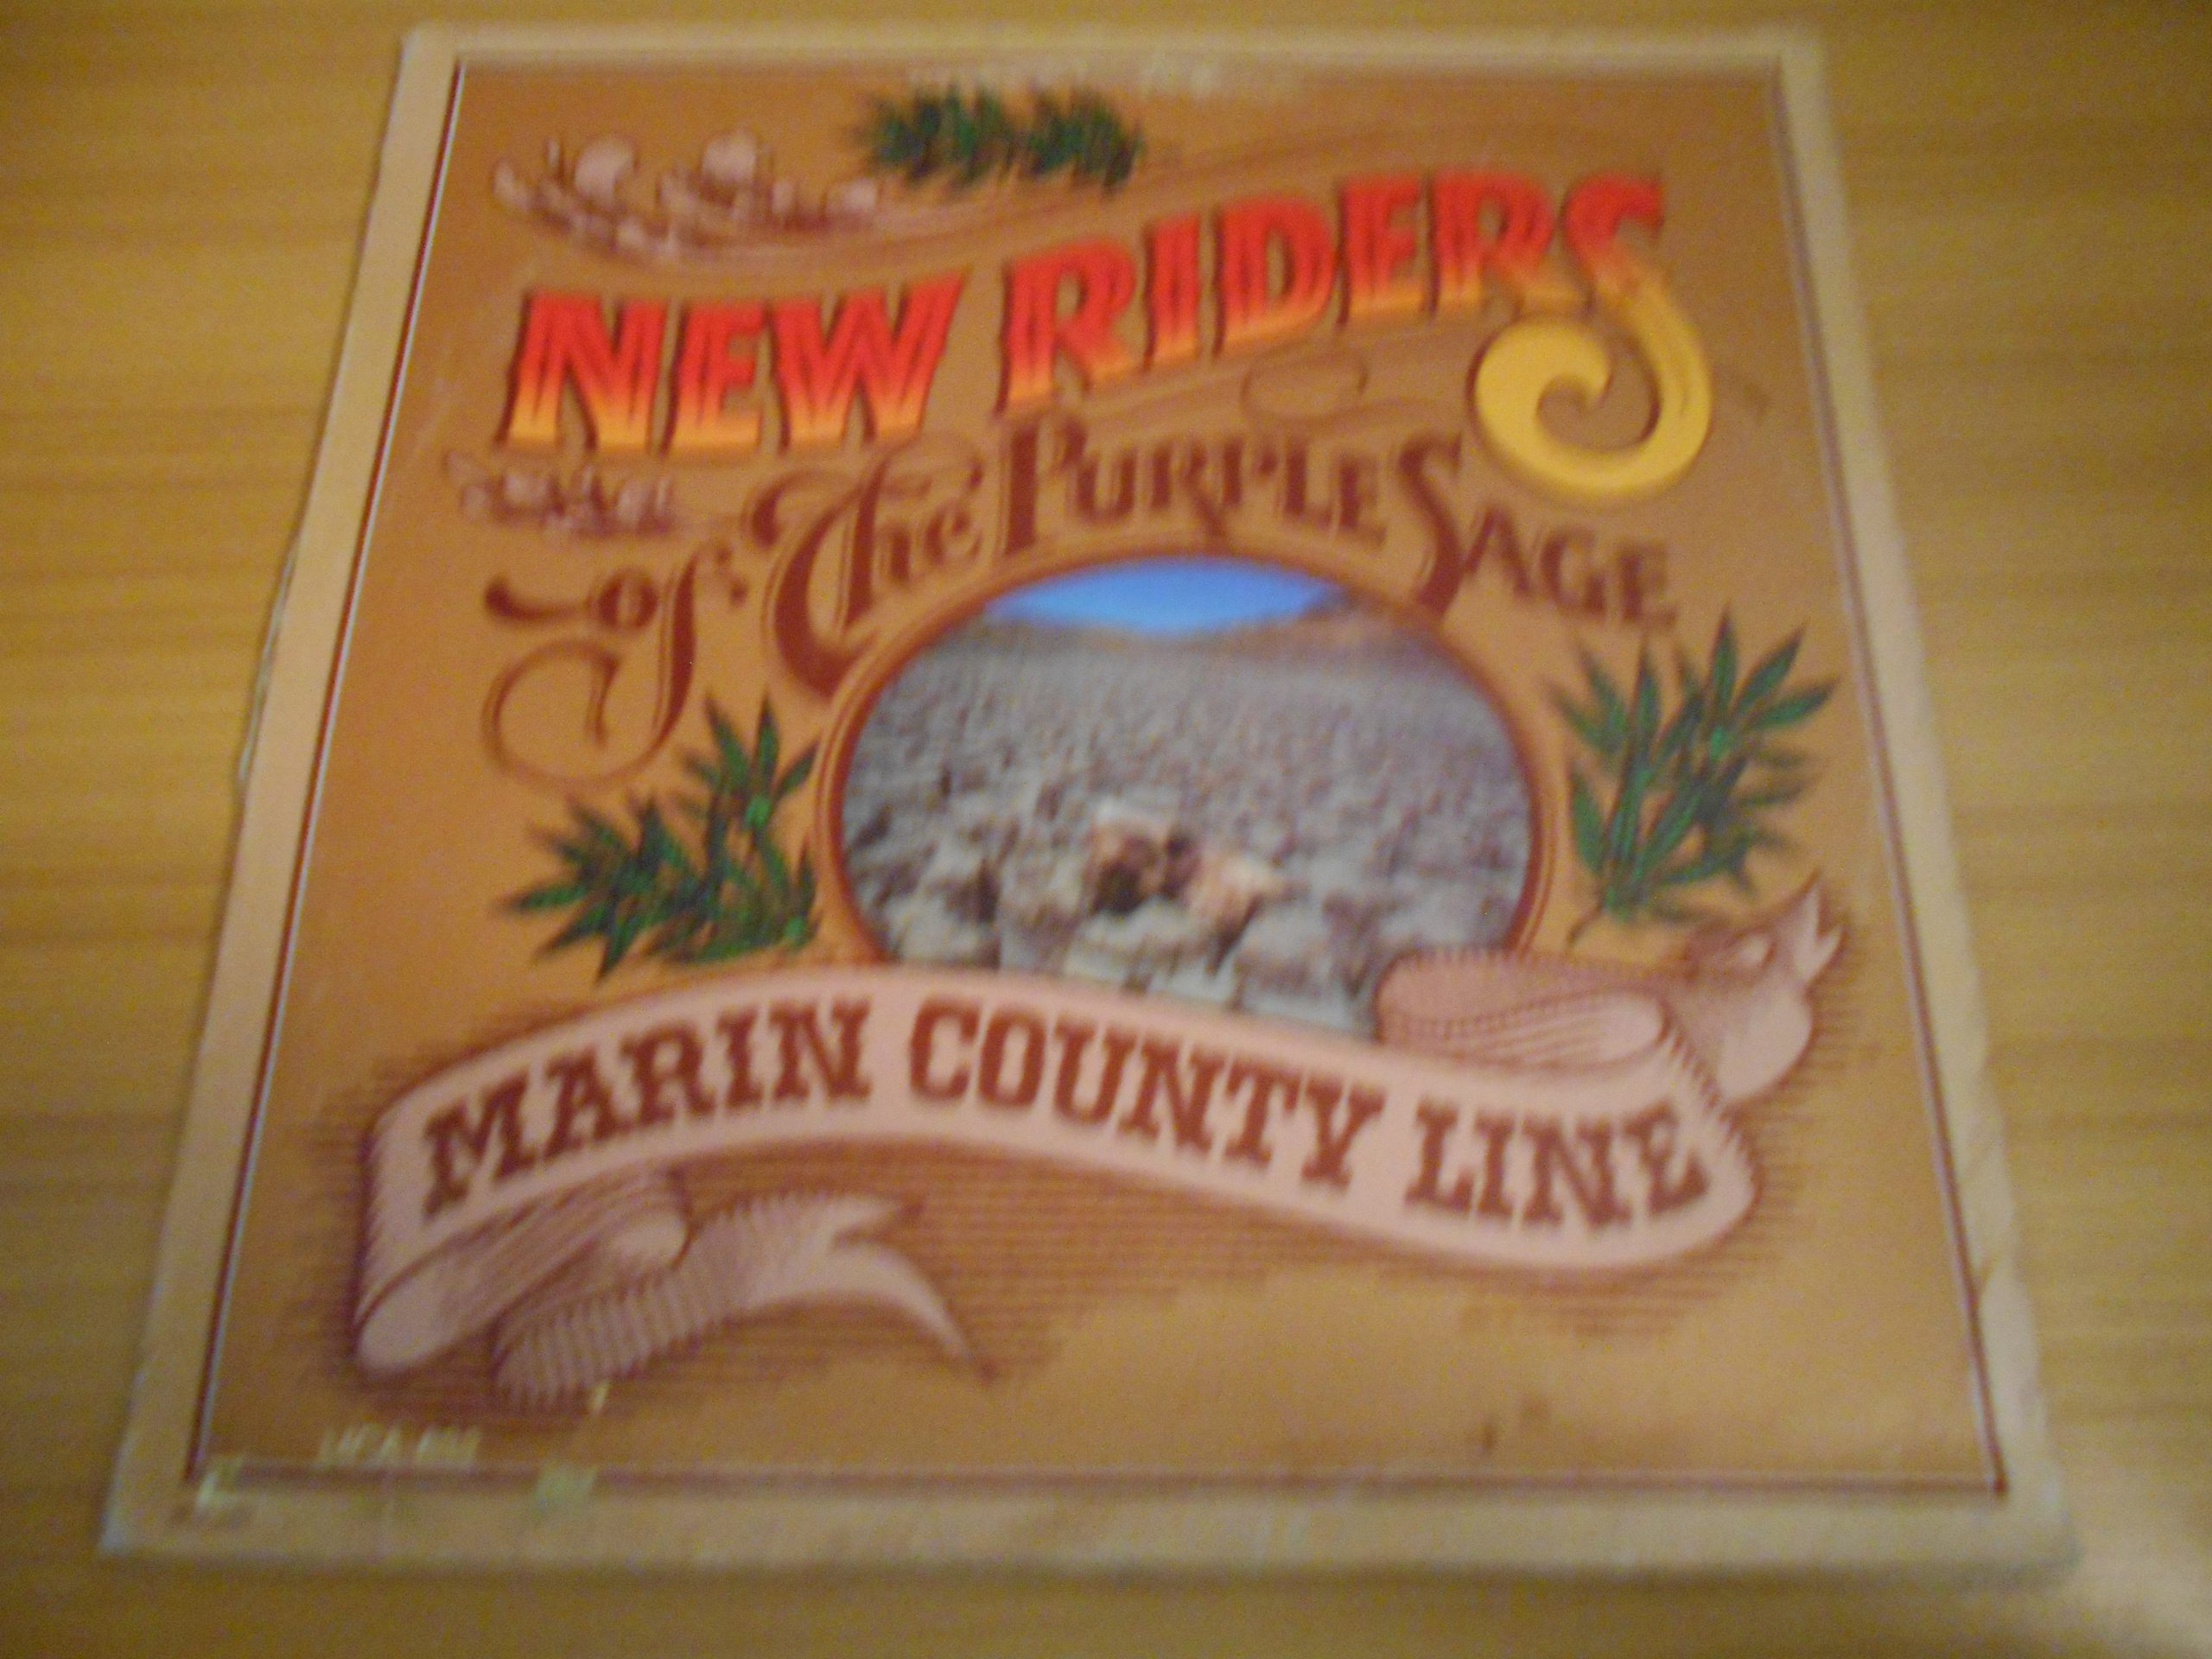 NEW RIDERS
of The PURPLE SAGE
MARIN COUNTY LINE